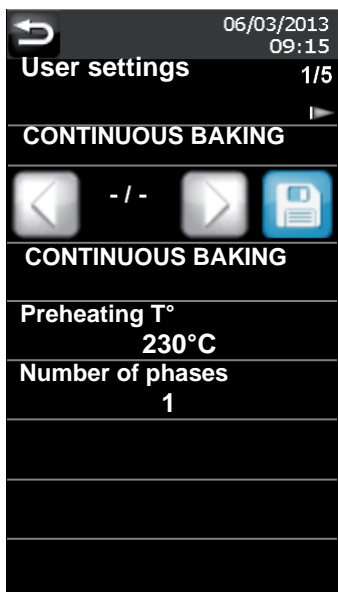 06/03/2013
09:15
User settings
1/5
CONTINUOUS BAKING
- / -
CONTINUOUS BAKING
Preheating T°
230°C
Number of phases
1